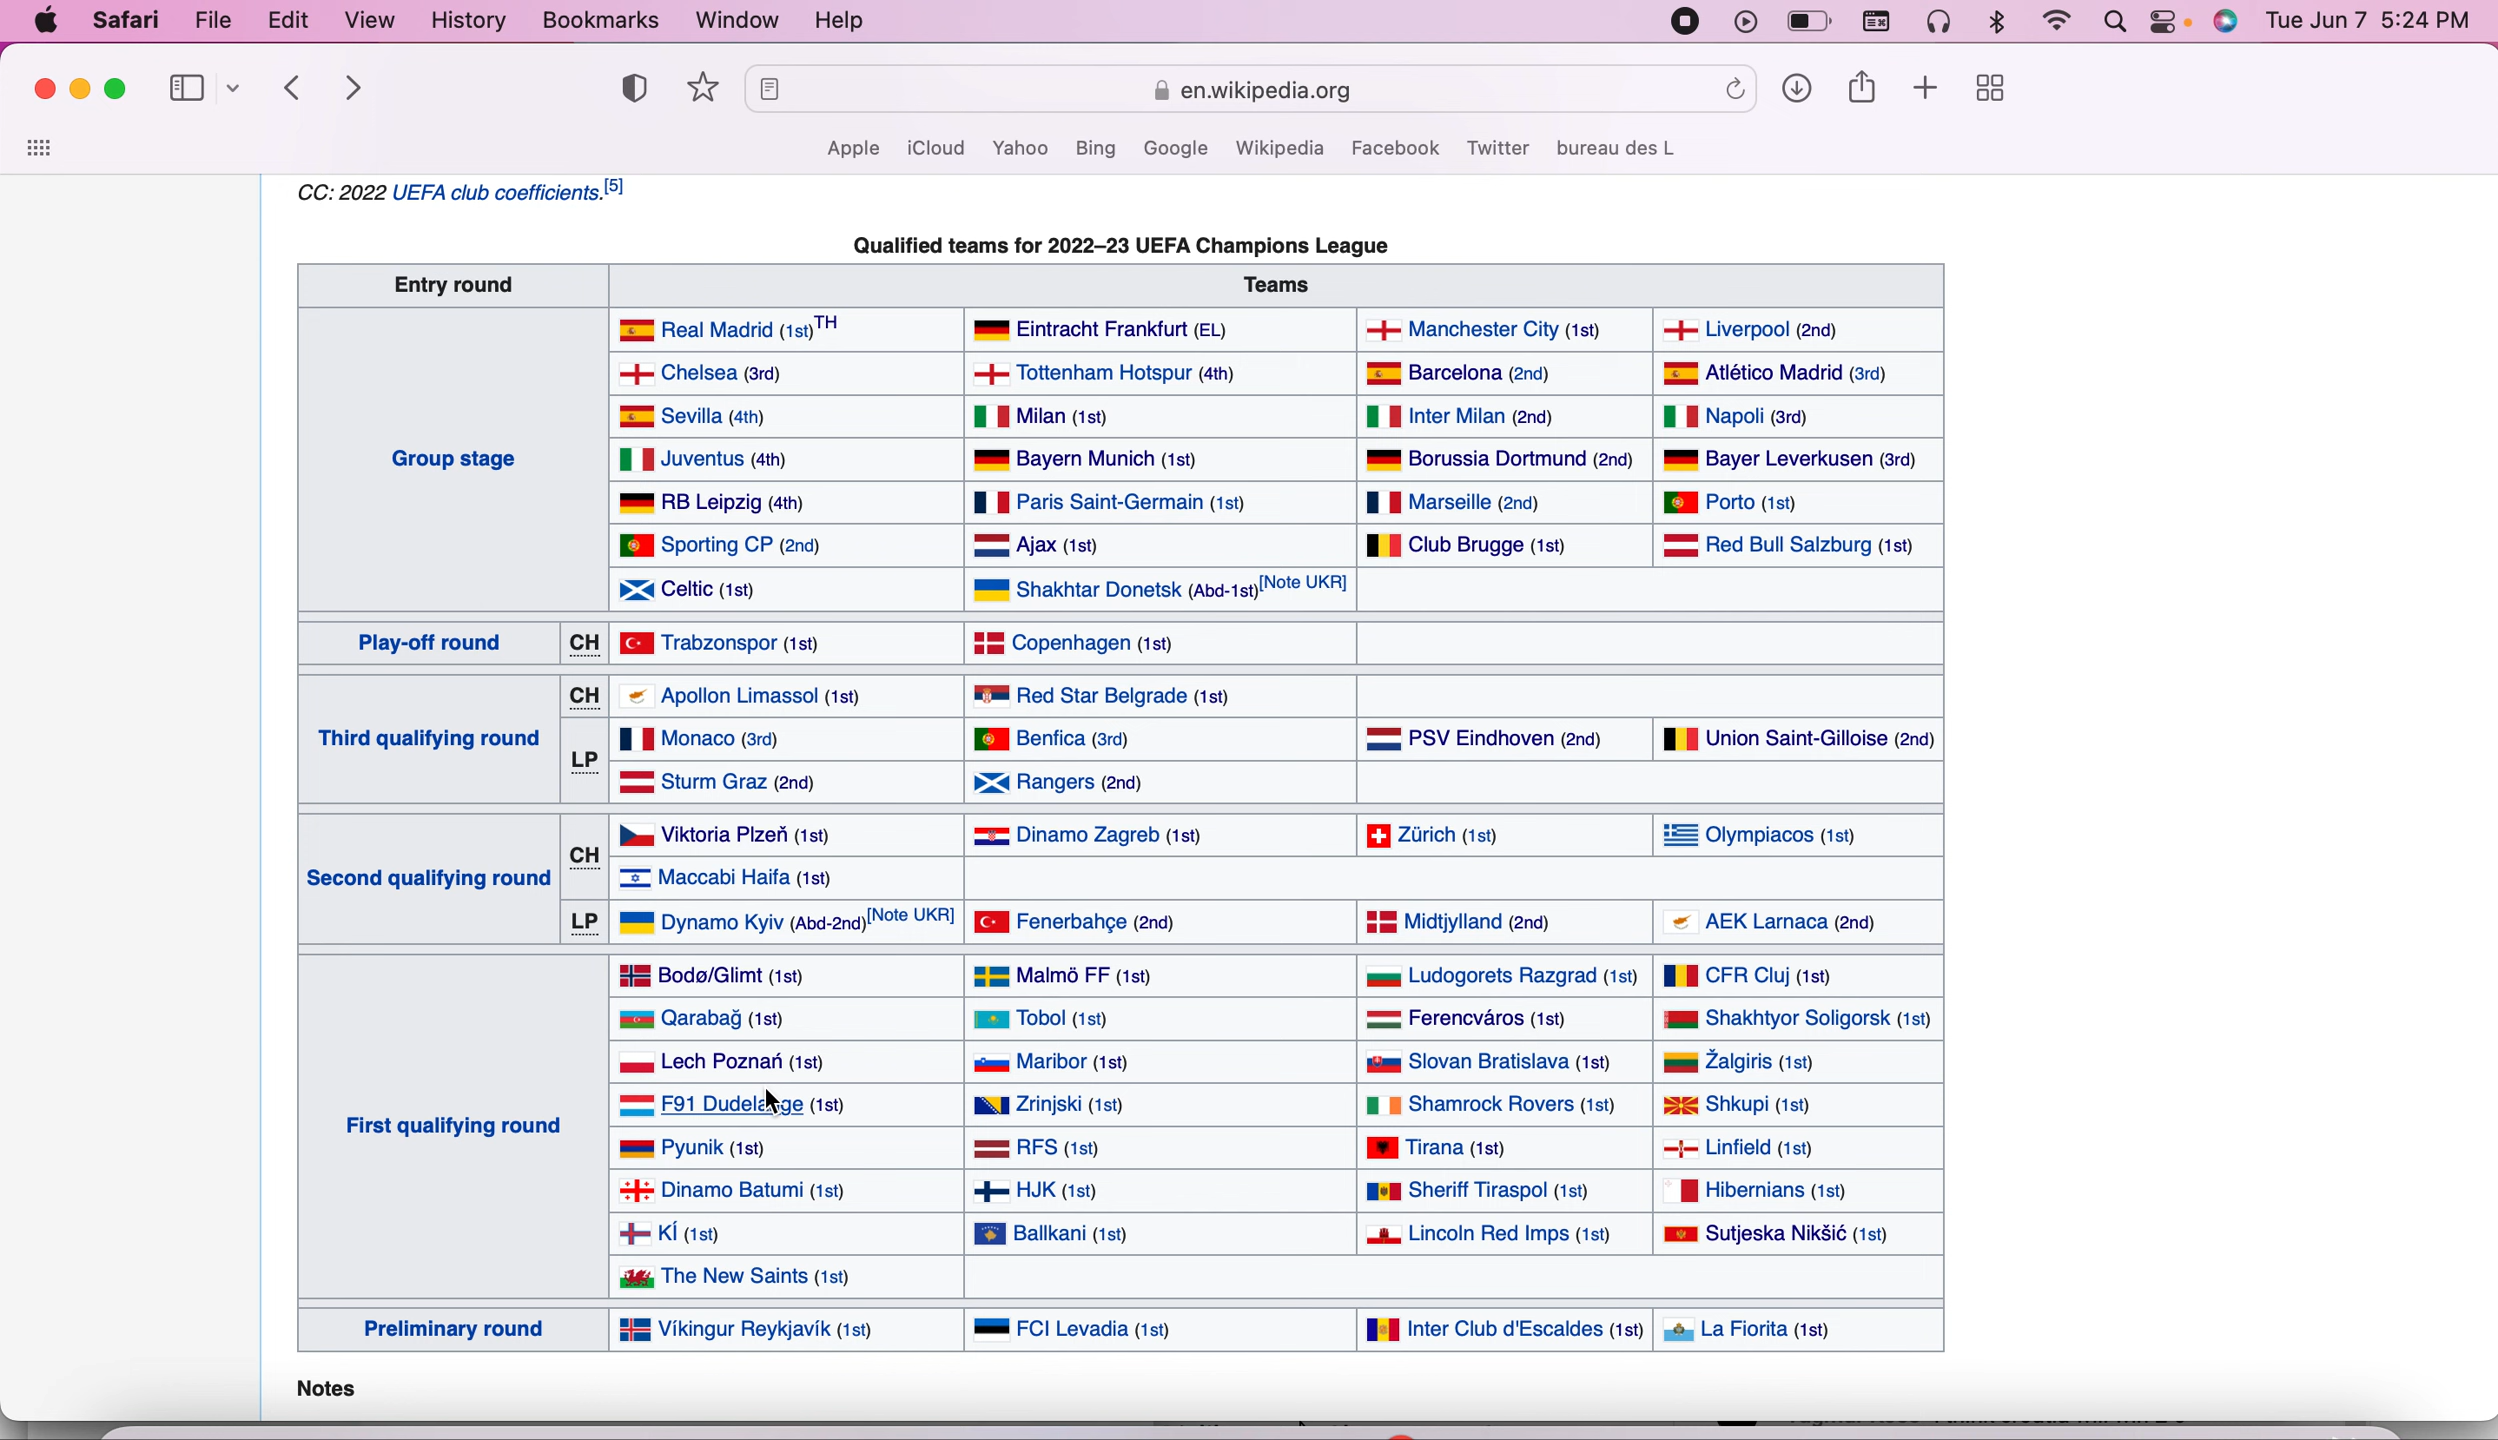 Safari File Edit View History Bookmarks Window Help Tue Jun 7 5:24 PM
en.wikipedia.org
Apple iCloud Yahoo Bing Google Wikipedia Facebook Twitter bureau des L
CC: 2022 UEFA club coefficients.[5]
Qualified teams for 2022–23 UEFA Champions League
Entry round Teams
Group stage
Real Madrid (1st)TH Eintracht Frankfurt (EL) Manchester City (1st) Liverpool (2nd)
Chelsea (3rd) Tottenham Hotspur (4th) Barcelona (2nd) Atlético Madrid (3rd)
Sevilla (4th) Milan (1st) Inter Milan (2nd) Napoli (3rd)
Juventus (4th) Bayern Munich (1st) Borussia Dortmund (2nd) Bayer Leverkusen (3rd)
RB Leipzig (4th) Paris Saint-Germain (1st) Marseille (2nd) Porto (1st)
Sporting CP (2nd) Ajax (1st) Club Brugge (1st) Red Bull Salzburg (1st)
Celtic (1st) Shakhtar Donetsk (Abd-1st)[Note UKR]
Play-off round CH Trabzonspor (1st) Copenhagen (1st)
Third qualifying round
CH Apollon Limassol (1st) Red Star Belgrade (1st)
LP Monaco (3rd) Benfica (3rd) PSV Eindhoven (2nd) Union Saint-Gilloise (2nd)
Sturm Graz (2nd) Rangers (2nd)
Second qualifying round
CH Viktoria Plzeň (1st) Dinamo Zagreb (1st) Zürich (1st) Olympiacos (1st)
Maccabi Haifa (1st)
LP Dynamo Kyiv (Abd-2nd)[Note UKR] Fenerbahçe (2nd) Midtjylland (2nd) AEK Larnaca (2nd)
First qualifying round
Bodø/Glimt (1st) Malmö FF (1st) Ludogorets Razgrad (1st) CFR Cluj (1st)
Qarabağ (1st) Tobol (1st) Ferencváros (1st) Shakhtyor Soligorsk (1st)
Lech Poznań (1st) Maribor (1st) Slovan Bratislava (1st) Žalgiris (1st)
F91 Dudelange (1st) Zrinjski (1st) Shamrock Rovers (1st) Shkupi (1st)
Pyunik (1st) RFS (1st) Tirana (1st) Linfield (1st)
Dinamo Batumi (1st) HJK (1st) Sheriff Tiraspol (1st) Hibernians (1st)
KÍ (1st) Ballkani (1st) Lincoln Red Imps (1st) Sutjeska Nikšić (1st)
The New Saints (1st)
Preliminary round Víkingur Reykjavík (1st) FCI Levadia (1st) Inter Club d'Escaldes (1st) La Fiorita (1st)
Notes